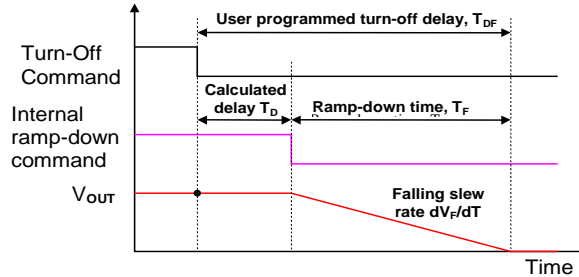 User programmed turn-off delay, TDF
Turn-Off
Command
Calculated
delay TD
Ramp-down time, TF
Internal
ramp-down
command
VOUT
Falling slew
rate dVF/dT
Time